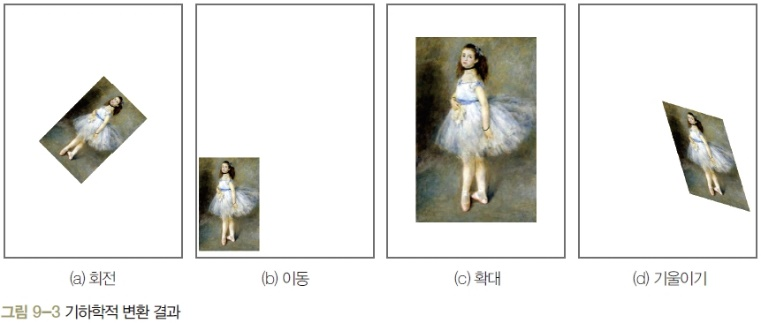 (a) 회전
(b) 이동
(c) 확대
(d) 기울이기
그림 9-3 기하학적 변환 결과